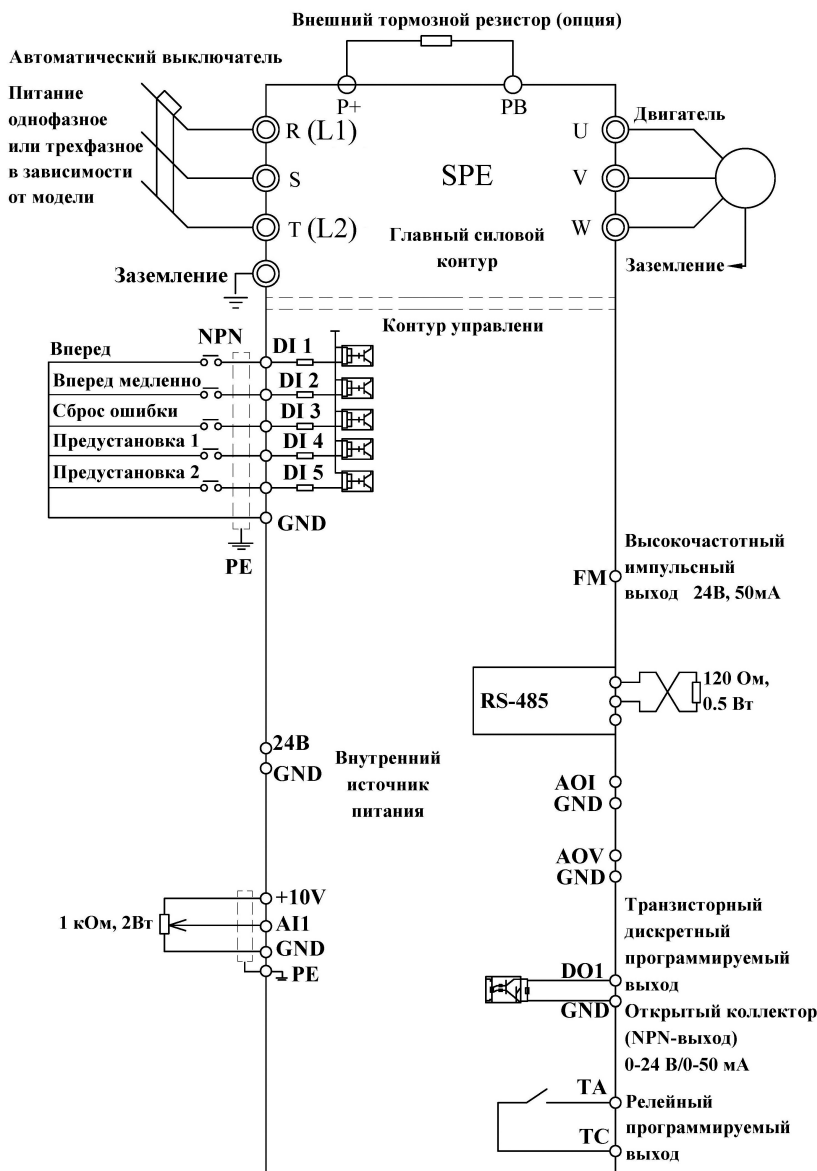 Внешний тормозной резистор (опция)
Автоматический выключатель
P+
PB
Питание
однофазное
или трехфазное
в зависимости
от модели
R (L1)
S
T (L2)
SPE
U
V
W
Двигатель
Главный силовой
контур
Заземление
Заземление
Контур управлени
NPN
Вперед
DI 1
Вперед медленно
DI 2
Сброс ошибки
DI 3
Предустановка 1
DI 4
Предустановка 2
DI 5
GND
PE
FM
Высокочастотный
импульсный
выход 24В, 50мА
RS-485
120 Ом,
0.5 Вт
24В
GND
Внутренний
источник
питания
AOI
GND
AOV
GND
+10V
1 кОм, 2Вт
AI1
GND
PE
Транзисторный
дискретный
программируемый
выход
DO1
GND
Открытый коллектор
(NPN-выход)
0-24 В/0-50 мА
TA
TC
Релейный
программируемый
выход